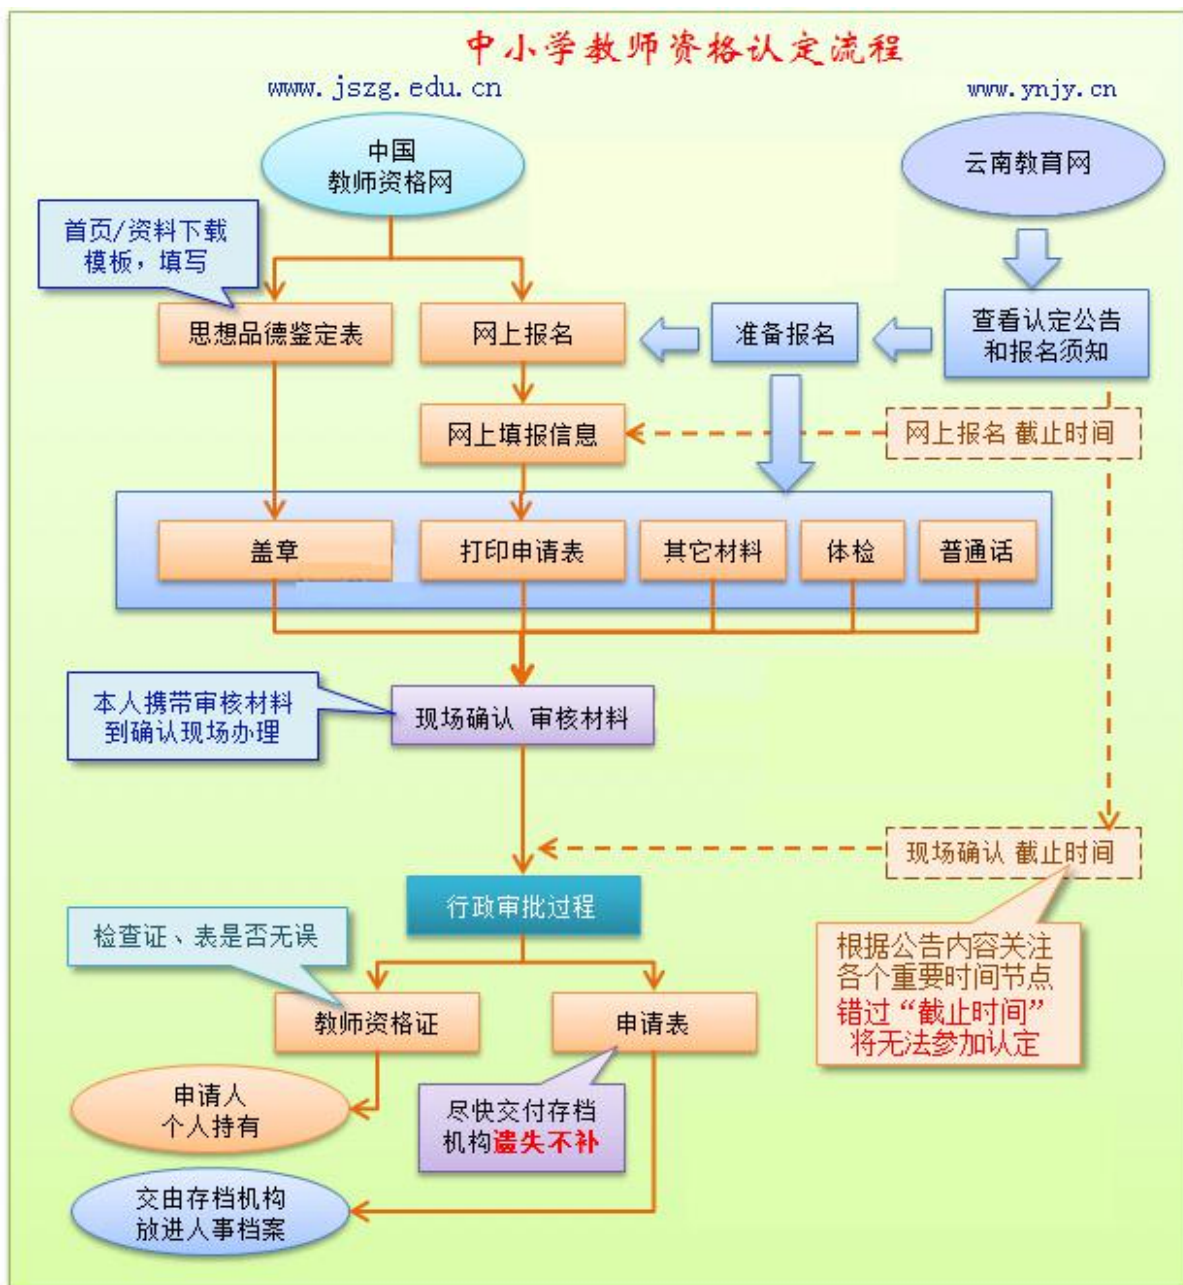 中小学教师资格认定流程
www.jszg.edu.cn
www.ynjy.cn
中国
教师资格网
云南教育网
首页/资料下载
模板，填写
思想品德鉴定表
网上报名
准备报名
查看认定公告
和报名须知
网上填报信息
网上报名 截止时间
盖章
打印申请表
其它材料
体检
普通话
本人携带审核材料
到确认现场办理
现场确认 审核材料
现场确认 截止时间
行政审批过程
根据公告内容关注
各个重要时间节点
错过“截止时间”
将无法参加认定
检查证、表是否无误
教师资格证
申请表
申请人
个人持有
尽快交付存档
机构遗失不补
交由存档机构
放进人事档案